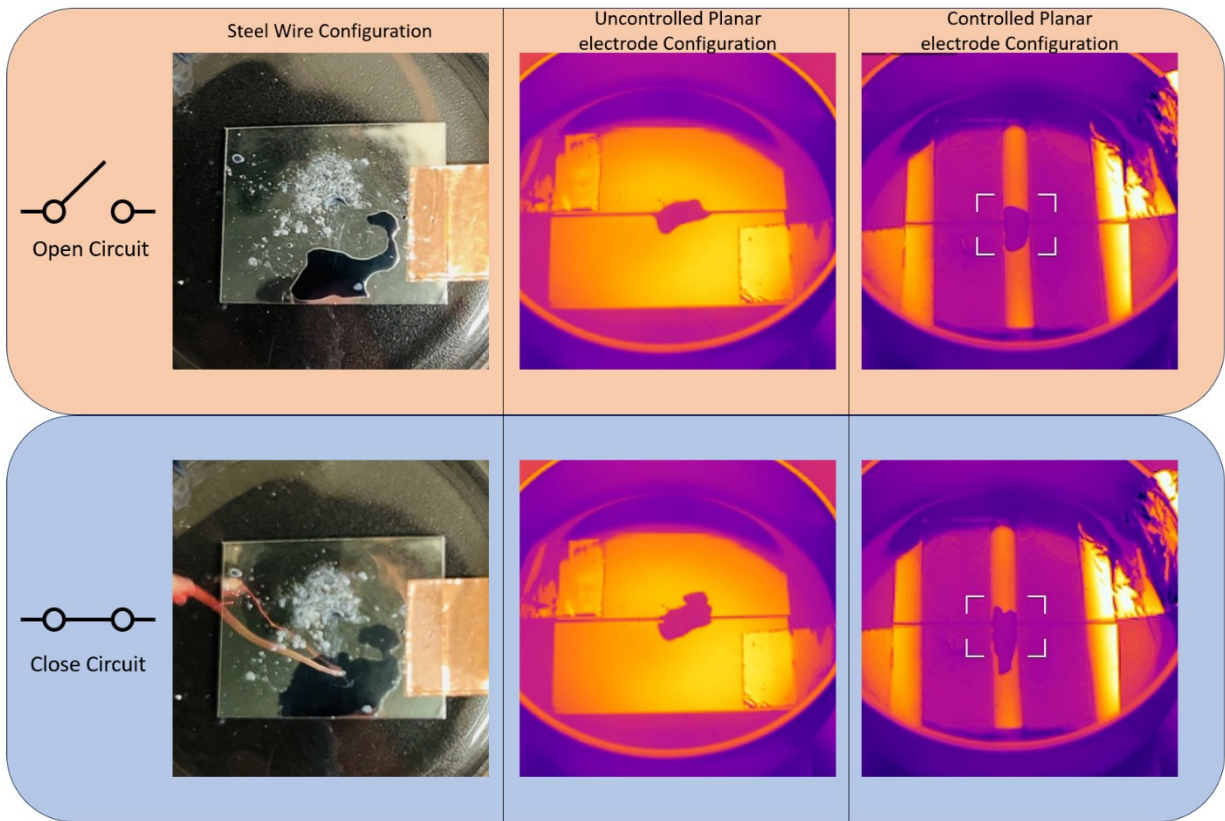 Steel Wire Configuration
Uncontrolled Planar
electrode Configuration
Controlled Planar
electrode Configuration
Open Circuit
Close Circuit